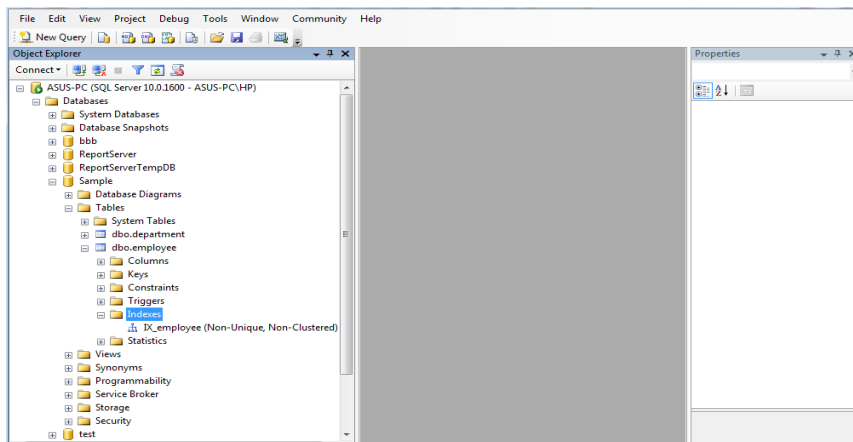 File Edit View Project Debug Tools Window Community Help
New Query
Object Explorer
Connect
ASUS-PC (SQL Server 10.0.1600 - ASUS-PC\HP)
Databases
System Databases
Database Snapshots
bbb
ReportServer
ReportServerTempDB
Sample
Database Diagrams
Tables
System Tables
dbo.department
dbo.employee
Columns
Keys
Constraints
Triggers
Indexes
IX_employee (Non-Unique, Non-Clustered)
Statistics
Views
Synonyms
Programmability
Service Broker
Storage
Security
test
Properties